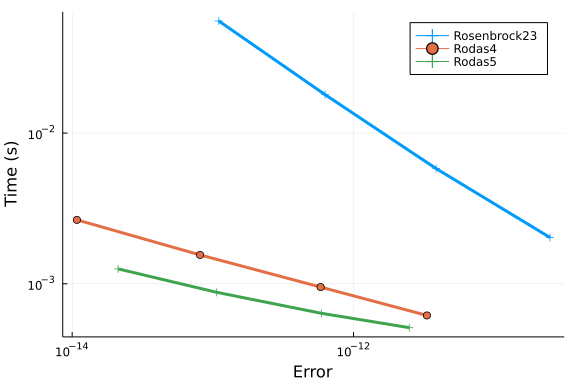 Rosenbrock23
Rodas4
Rodas5
Time (s)
10⁻²
10⁻³
10⁻¹⁴
10⁻¹²
Error